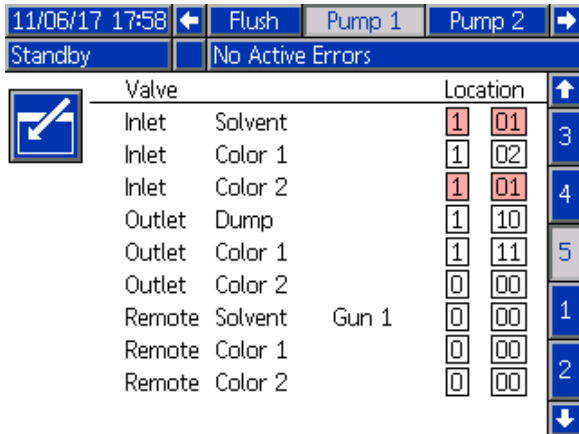 11/06/17 17:58 Flush Pump 1 Pump 2
Standby No Active Errors
Valve Location
Inlet Solvent 1 01
3
Inlet Color 1 1 02
Inlet Color 2 1 01
4
Outlet Dump 1 10
Outlet Color 1 1 11
5
Outlet Color 2 0 00
Remote Solvent Gun 1 0 00
1
Remote Color 1 0 00
2
Remote Color 2 0 00